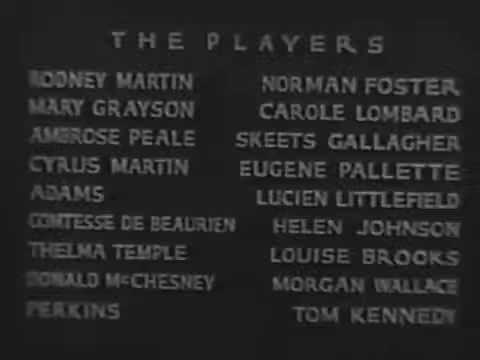 THE PLAYERS
RODNEY MARTIN NORMAN FOSTER
MARY GRAYSON CAROLE LOMBARD
AMBROSE PEALE SKEETS GALLAGHER
CYRUS MARTIN EUGENE PALLETTE
ADAMS LUCIEN LITTLEFIELD
COMTESSE DE BEAURIEN HELEN JOHNSON
THELMA TEMPLE LOUISE BROOKS
DONALD McCHESNEY MORGAN WALLACE
PERKINS TOM KENNEDY